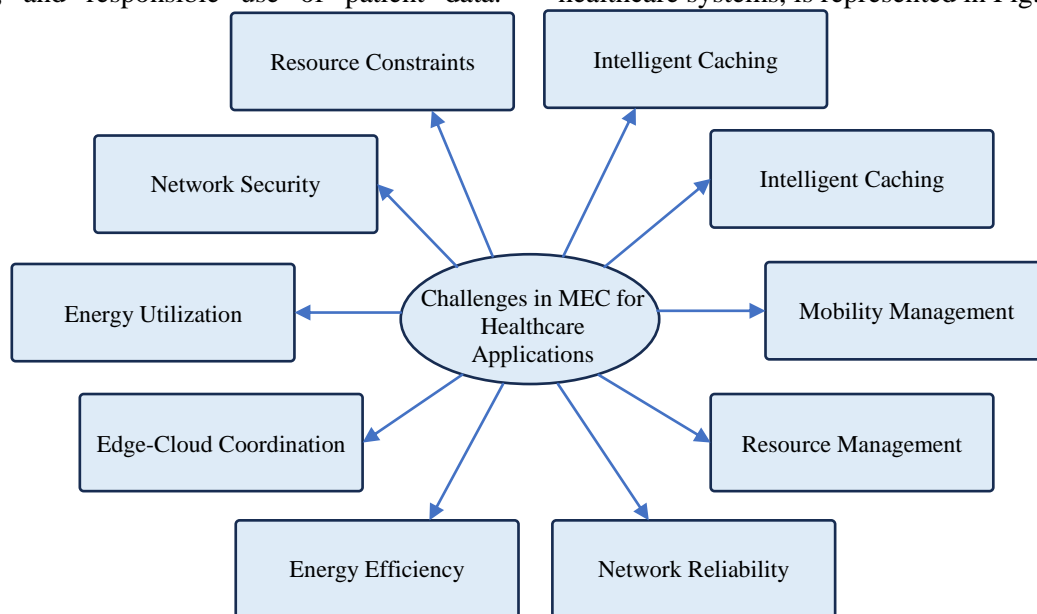 and responsible use of patient data.
healthcare systems, is represented in Fig.
Resource Constraints
Intelligent Caching
Network Security
Intelligent Caching
Energy Utilization
Challenges in MEC for
Healthcare
Applications
Mobility Management
Edge-Cloud Coordination
Resource Management
Energy Efficiency
Network Reliability